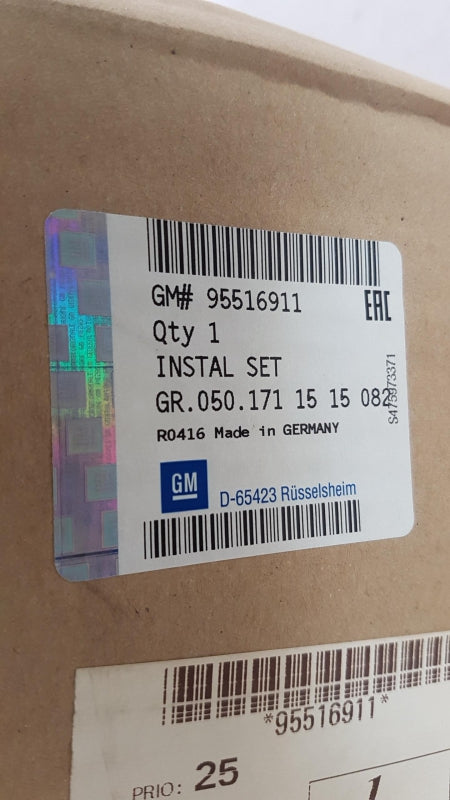 GM# 95516911
EAC
Qty 1
INSTAL SET
GR.050.171 15 15 082
S475973371
R0416 Made in GERMANY
GM
D-65423 Rüsselsheim
*95516911*
PRIO: 25
1